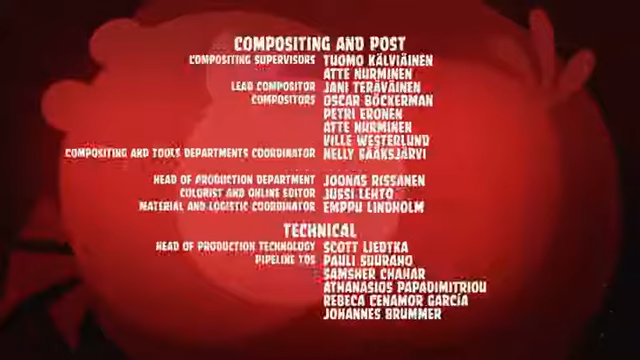 COMPOSITING AND POST
COMPOSITING SUPERVISORS TUOMO KÄLVIÄINEN
ATTE NURMINEN
LEAD COMPOSITOR JANI TERÄVÄINEN
COMPOSITORS OSCAR BÖCKERMAN
PETRI ERONEN
ATTE NURMINEN
VILLE WESTERLUND
COMPOSITING AND TOOLS DEPARTMENTS COORDINATOR NELLY SÄÄKSJÄRVI
HEAD OF PRODUCTION DEPARTMENT JOONAS RISSANEN
COLORIST AND ONLINE EDITOR JUSSI LEHTO
MATERIAL AND LOGISTIC COORDINATOR EMPPU LINDHOLM
TECHNICAL
HEAD OF PRODUCTION TECHNOLOGY SCOTT LIEDTKA
PIPELINE TDS PAULI SUURAHO
SAMSHER CHAHAR
ATHANASIOS PAPADIMITRIOU
REBECA CENAMOR GARCÍA
JOHANNES BRUMMER